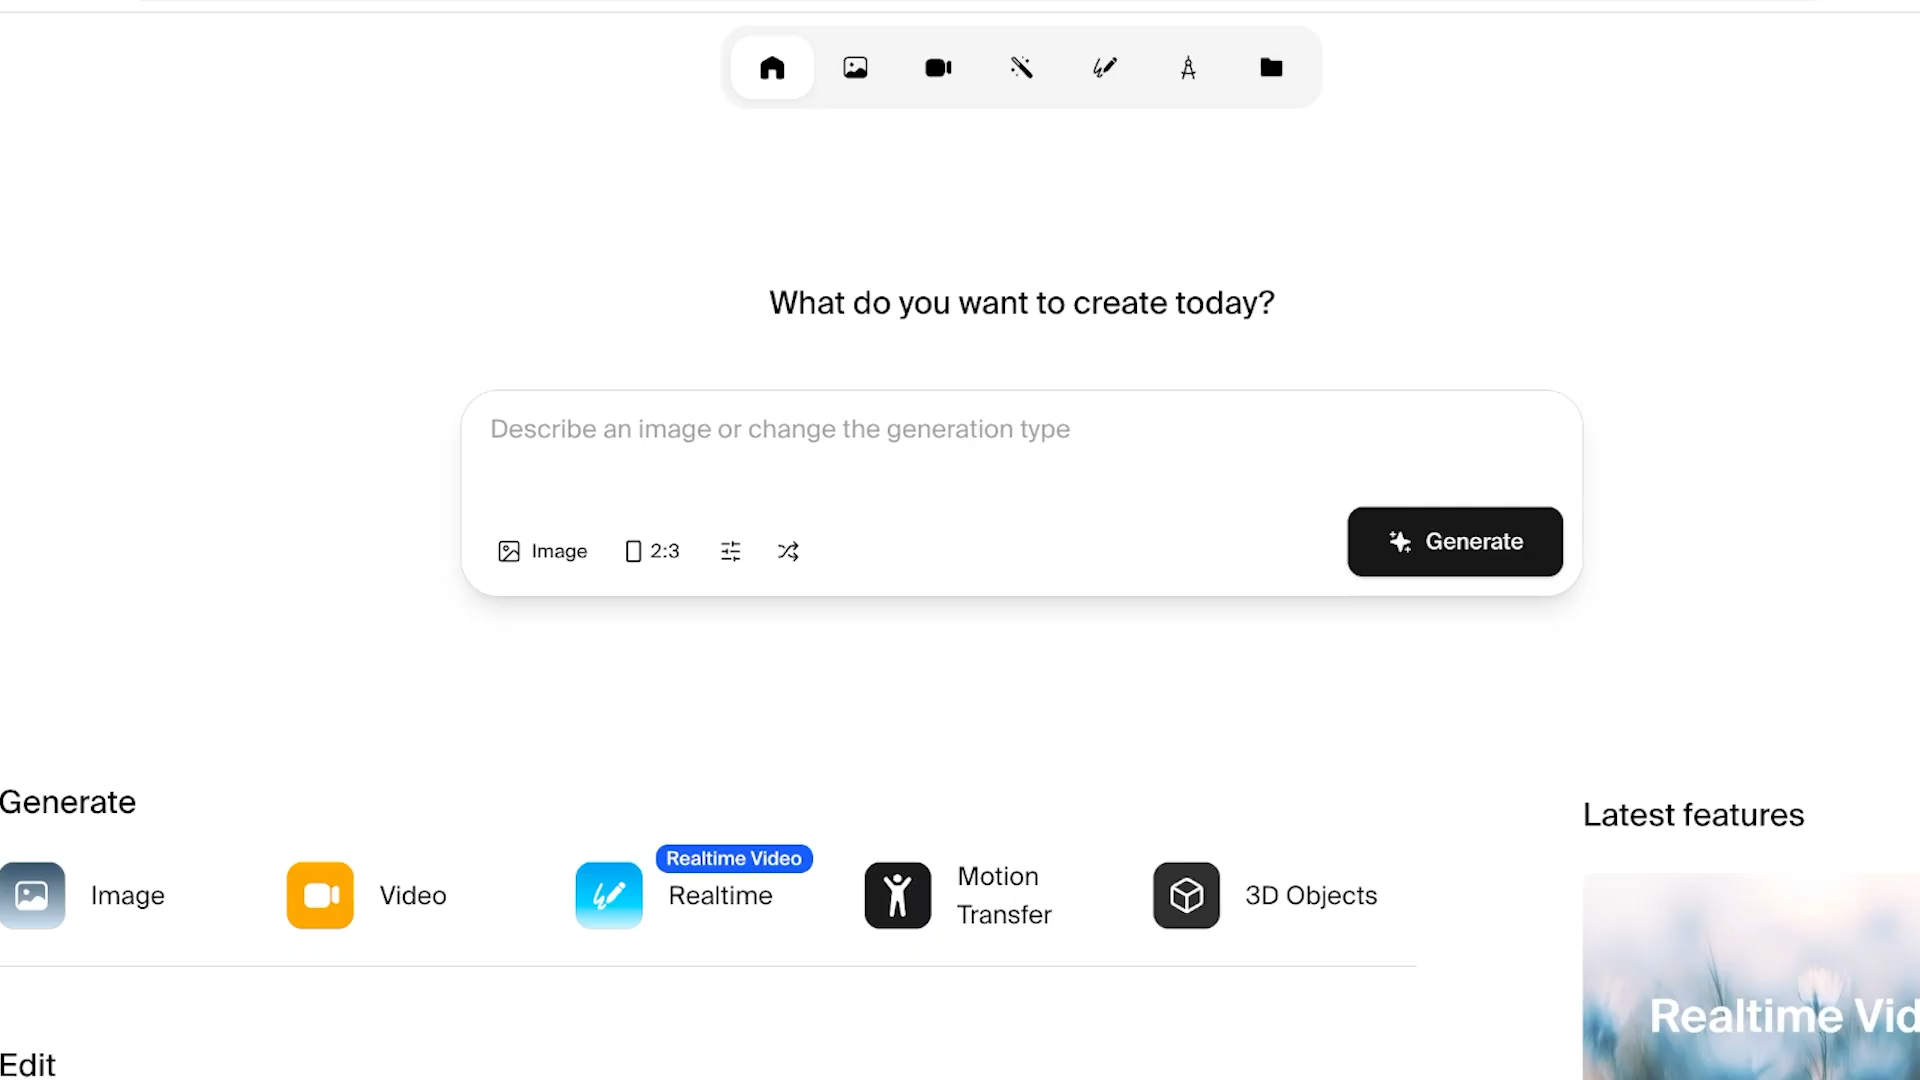 What do you want to create today?
Describe an image or change the generation type
Image
2:3
Generate
Generate
Latest features
Image
Video
Realtime Video
Realtime
Motion
Transfer
3D Objects
Realtime Vid
Edit